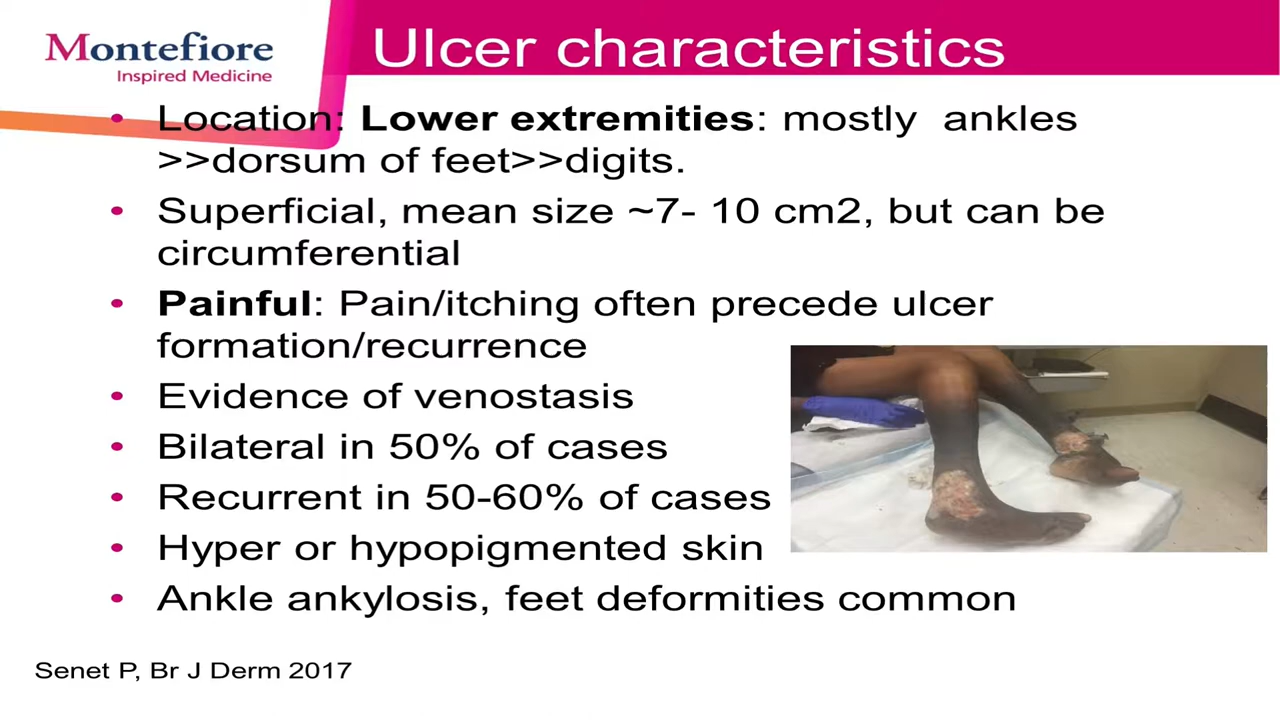 Montefiore
Inspired Medicine
Ulcer characteristics
• Location: Lower extremities: mostly ankles
>>dorsum of feet>>digits.
• Superficial, mean size ~7- 10 cm2, but can be
circumferential
• Painful: Pain/itching often precede ulcer
formation/recurrence
• Evidence of venostasis
• Bilateral in 50% of cases
• Recurrent in 50-60% of cases
• Hyper or hypopigmented skin
• Ankle ankylosis, feet deformities common
Senet P, Br J Derm 2017